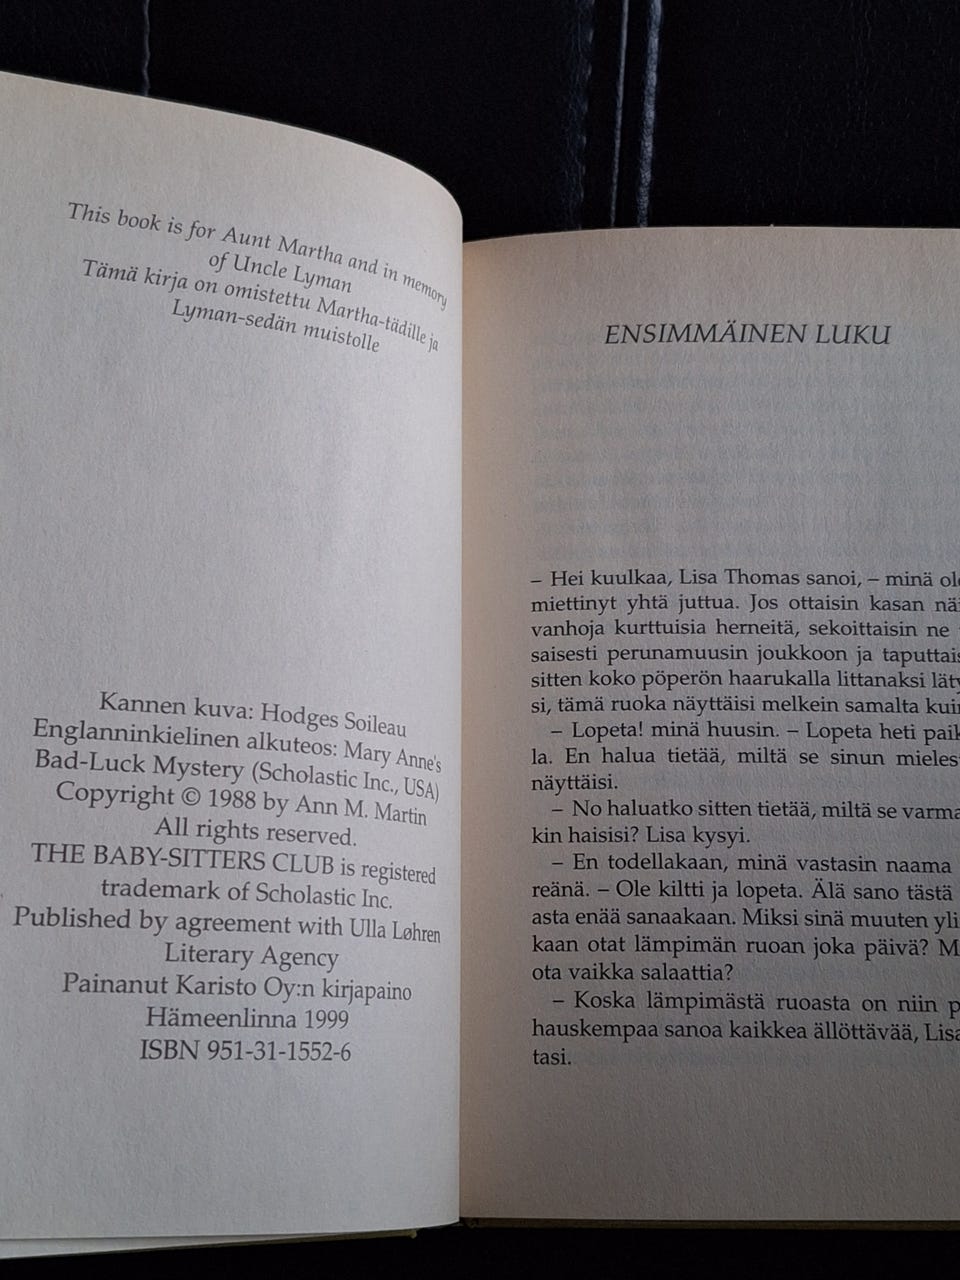 This book is for Aunt Martha and in memory
of Uncle Lyman
Tämä kirja on omistettu Martha-tädille ja
Lyman-sedän muistolle
Kannen kuva: Hodges Soileau
Englanninkielinen alkuteos: Mary Anne's
Bad-Luck Mystery (Scholastic Inc., USA)
Copyright © 1988 by Ann M. Martin
All rights reserved.
THE BABY-SITTERS CLUB is registered
trademark of Scholastic Inc.
Published by agreement with Ulla Løhren
Literary Agency
Painanut Karisto Oy:n kirjapaino
Hämeenlinna 1999
ISBN 951-31-1552-6
ENSIMMÄINEN LUKU
– Hei kuulkaa, Lisa Thomas sanoi, – minä
miettinyt yhtä juttua. Jos ottaisin kasan
vanhoja kurttuisia herneitä, sekoittaisin ne
saisesti perunamuusin joukkoon ja
sitten koko pöperön haarukalla littanaksi
si, tämä ruoka näyttäisi melkein samalta
– Lopeta! minä huusin. – Lopeta heti
la. En halua tietää, miltä se sinun
näyttäisi.
– No haluatko sitten tietää, miltä se
kin haisisi? Lisa kysyi.
– En todellakaan, minä vastasin naama
reänä. – Ole kiltti ja lopeta. Älä sano tästä
asta enää sanaakaan. Miksi sinä muuten
kaan otat lämpimän ruoan joka päivä?
ota vaikka salaattia?
– Koska lämpimästä ruoasta on niin
hauskempaa sanoa kaikkea ällöttävää,
tasi.